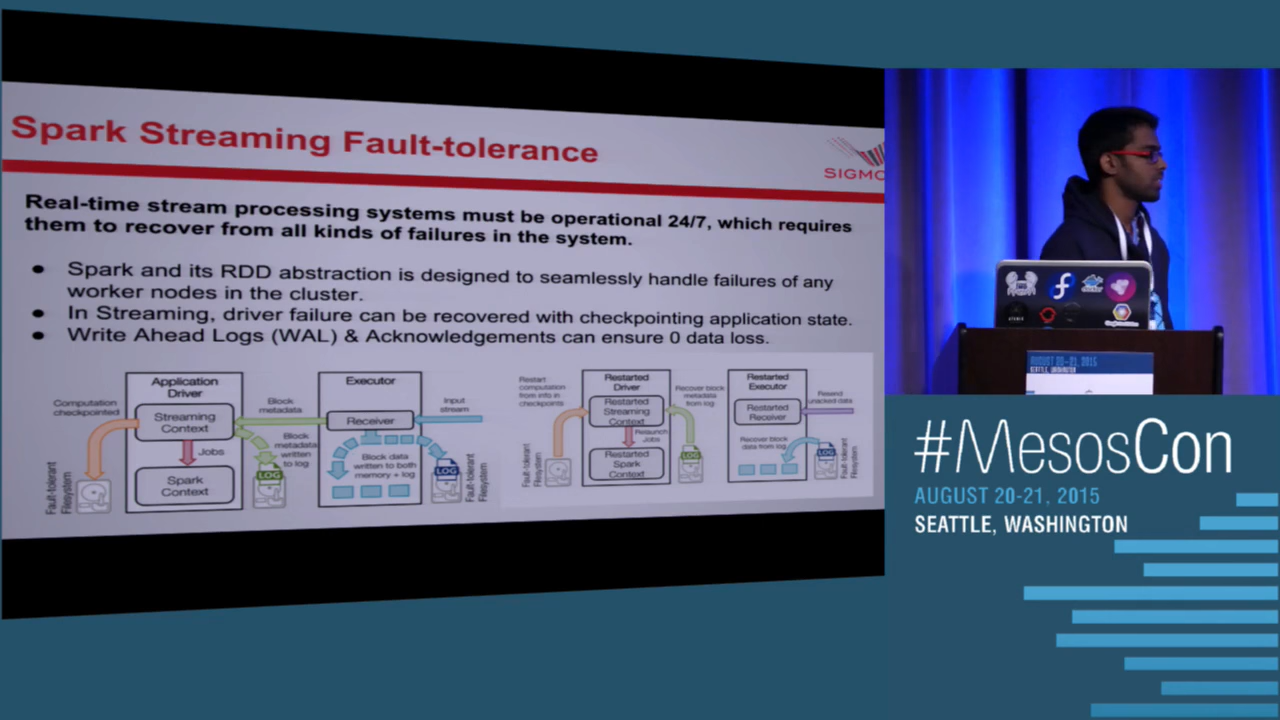 Spark Streaming Fault-tolerance
SIGMO
Real-time stream processing systems must be operational 24/7, which requires
them to recover from all kinds of failures in the system.
● Spark and its RDD abstraction is designed to seamlessly handle failures of any
worker nodes in the cluster.
● In Streaming, driver failure can be recovered with checkpointing application state.
● Write Ahead Logs (WAL) & Acknowledgements can ensure 0 data loss.
Computation
checkpointed
Application
Driver
Streaming
Context
Jobs
Spark
Context
Fault-tolerant
Filesystem
Block
metadata
Block
metadata
written
to log
LOG
Executor
Receiver
Input
stream
Block data
written to both
memory + log
LOG
Fault-tolerant
Filesystem
Restart
computation
from info in
checkpoints
Restarted
Driver
Restarted
Streaming
Context
Relaunch
Jobs
Restarted
Spark
Context
Fault-tolerant
Filesystem
Recover block
metadata
from log
LOG
Restarted
Executor
Restarted
Receiver
Resend
unacked data
Recover block
data from log
LOG
Fault-tolerant
Filesystem
AUGUST 20-21, 2015
SEATTLE, WASHINGTON
#MesosCon
AUGUST 20-21, 2015
SEATTLE, WASHINGTON